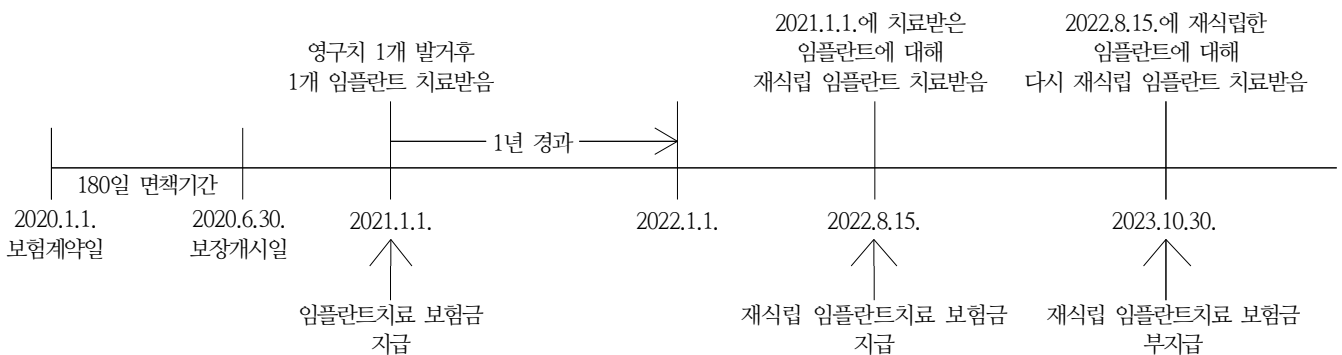 영구치 1개 발거후
1개 임플란트 치료받음
2021.1.1.에 치료받은
임플란트에 대해
재식립 임플란트 치료받음
2022.8.15.에 재식립한
임플란트에 대해
다시 재식립 임플란트 치료받음
1년 경과
180일 면책기간
2020.1.1.
보험계약일
2020.6.30.
보장개시일
2021.1.1.
2022.1.1.
2022.8.15.
2023.10.30.
임플란트치료 보험금
지급
재식립 임플란트치료 보험금
지급
재식립 임플란트치료 보험금
부지급